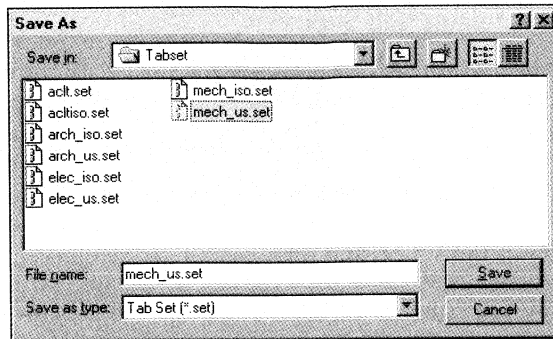 Save As
Save in: Tabset
aclt.set
acltiso.set
arch_iso.set
arch_us.set
elec_iso.set
elec_us.set
mech_iso.set
mech_us.set
File name: mech_us.set Save
Save as type: Tab Set (*.set) Cancel